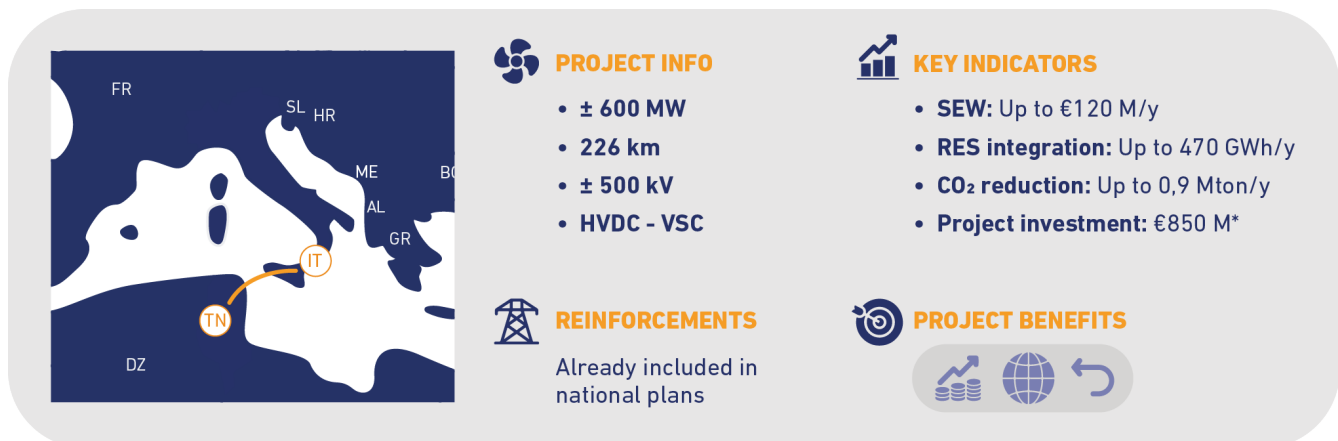 FR
SL
HR
ME
BG
AL
GR
IT
TN
DZ
PROJECT INFO
• ± 600 MW
• 226 km
• ± 500 kV
• HVDC - VSC
KEY INDICATORS
• SEW: Up to €120 M/y
• RES integration: Up to 470 GWh/y
• CO₂ reduction: Up to 0,9 Mton/y
• Project investment: €850 M*
REINFORCEMENTS
Already included in
national plans
PROJECT BENEFITS